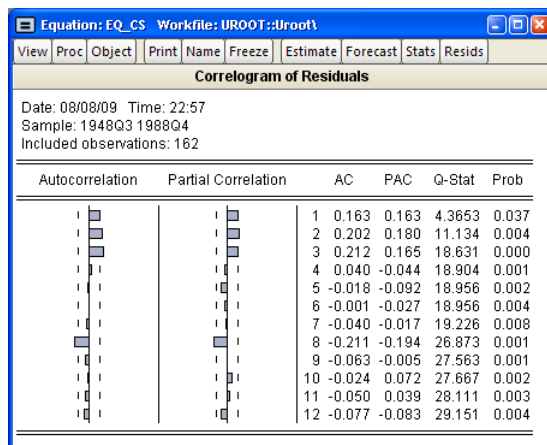 Equation: EQ_CS Workfile: UROOT::Uroot\
View Proc Object Print Name Freeze Estimate Forecast Stats Resids
Correlogram of Residuals
Date: 08/08/09 Time: 22:57
Sample: 1948Q3 1988Q4
Included observations: 162
Autocorrelation Partial Correlation AC PAC Q-Stat Prob
1 0.163 0.163 4.3653 0.037
2 0.202 0.180 11.134 0.004
3 0.212 0.165 18.631 0.000
4 0.040 -0.044 18.904 0.001
5 -0.018 -0.092 18.956 0.002
6 -0.001 -0.027 18.956 0.004
7 -0.040 -0.017 19.226 0.008
8 -0.211 -0.194 26.873 0.001
9 -0.063 -0.005 27.563 0.001
10 -0.024 0.072 27.667 0.002
11 -0.050 0.039 28.111 0.003
12 -0.077 -0.083 29.151 0.004